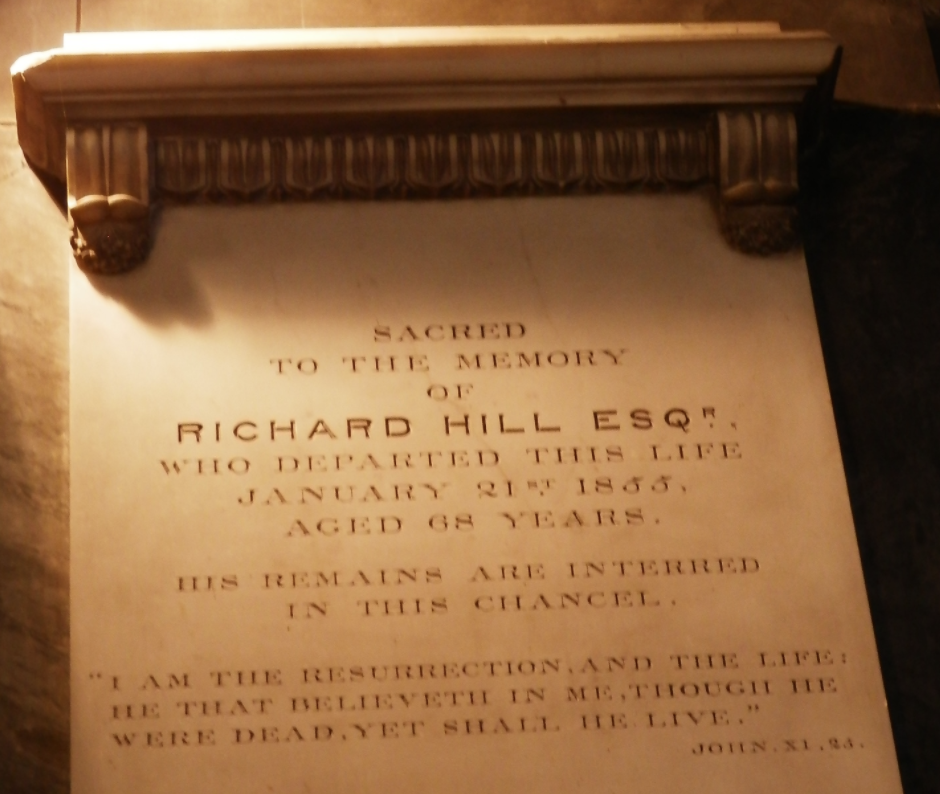 SACRED
TO THE MEMORY
OF
RICHARD HILL ESQR.,
WHO DEPARTED THIS LIFE
JANUARY 21ST. 1855,
AGED 68 YEARS.
HIS REMAINS ARE INTERRED
IN THIS CHANCEL.
"I AM THE RESURRECTION, AND THE LIFE:
HE THAT BELIEVETH IN ME, THOUGH HE
WERE DEAD, YET SHALL HE LIVE."
JOHN. XI. 25.